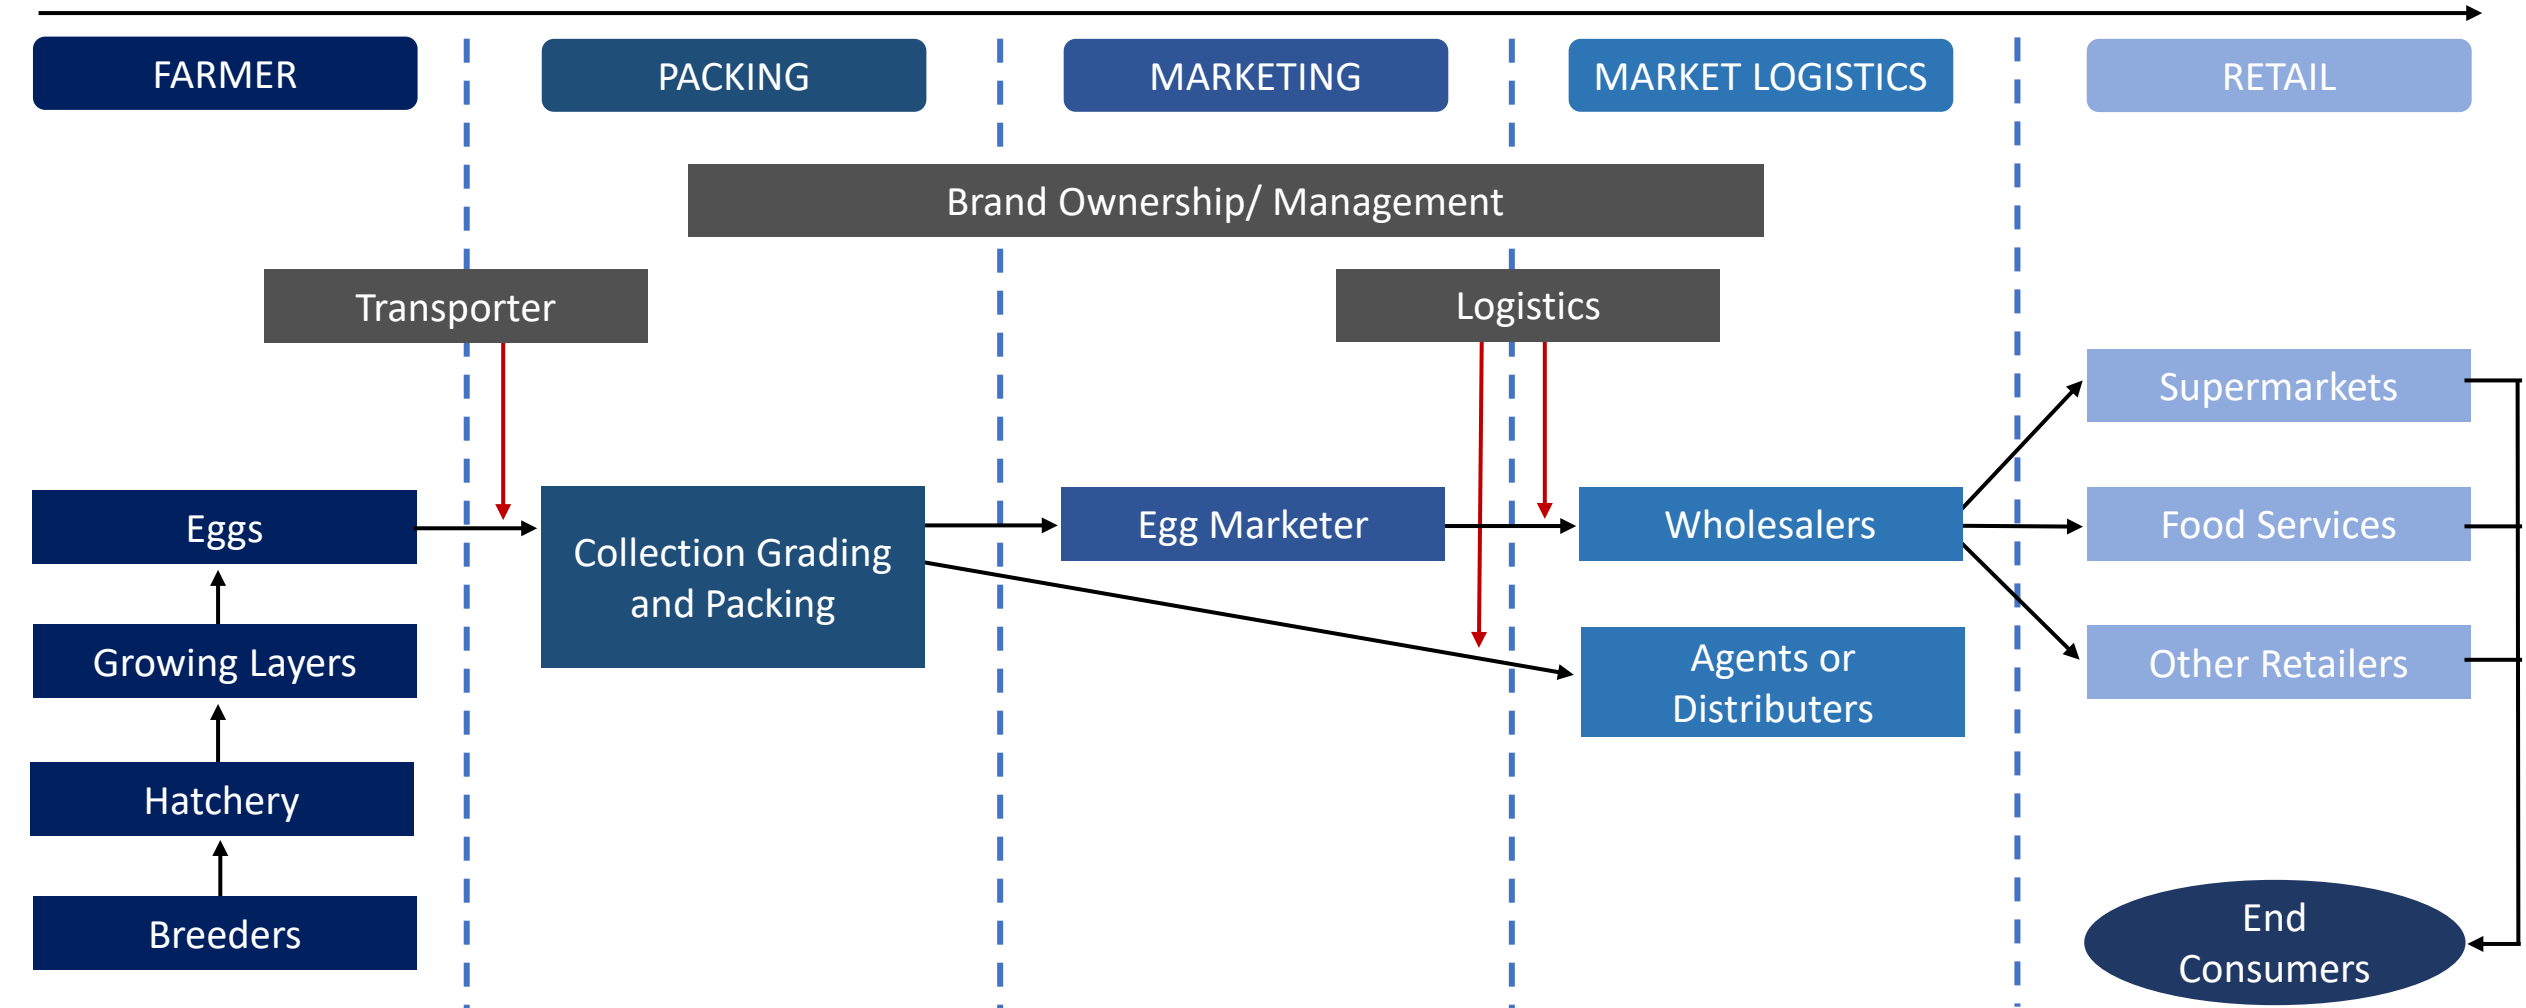 FARMER
PACKING
MARKETING
MARKET LOGISTICS
RETAIL
Brand Ownership/ Management
Transporter
Logistics
Supermarkets
Eggs
Collection Grading
and Packing
Egg Marketer
Wholesalers
Food Services
Growing Layers
Agents or
Distributers
Other Retailers
Hatchery
Breeders
End
Consumers